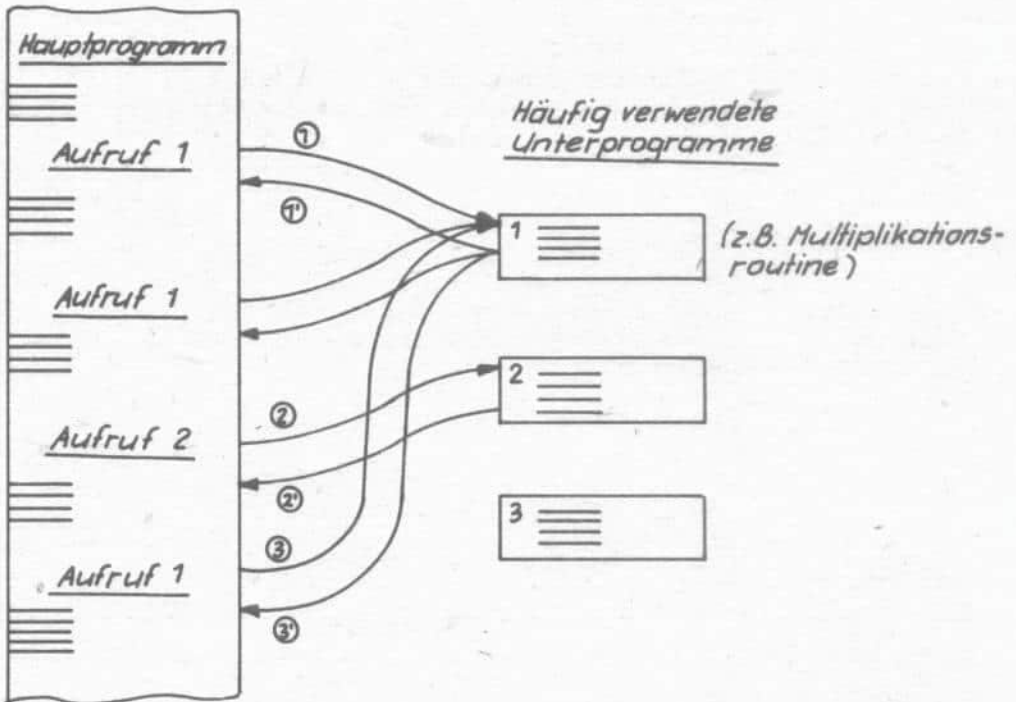 Hauptprogramm
Häufig verwendete
Unterprogramme
Aufruf 1
1
1'
1
(z.B. Multiplikations-
routine)
Aufruf 1
2
Aufruf 2
2
2'
3
Aufruf 1
3
3'